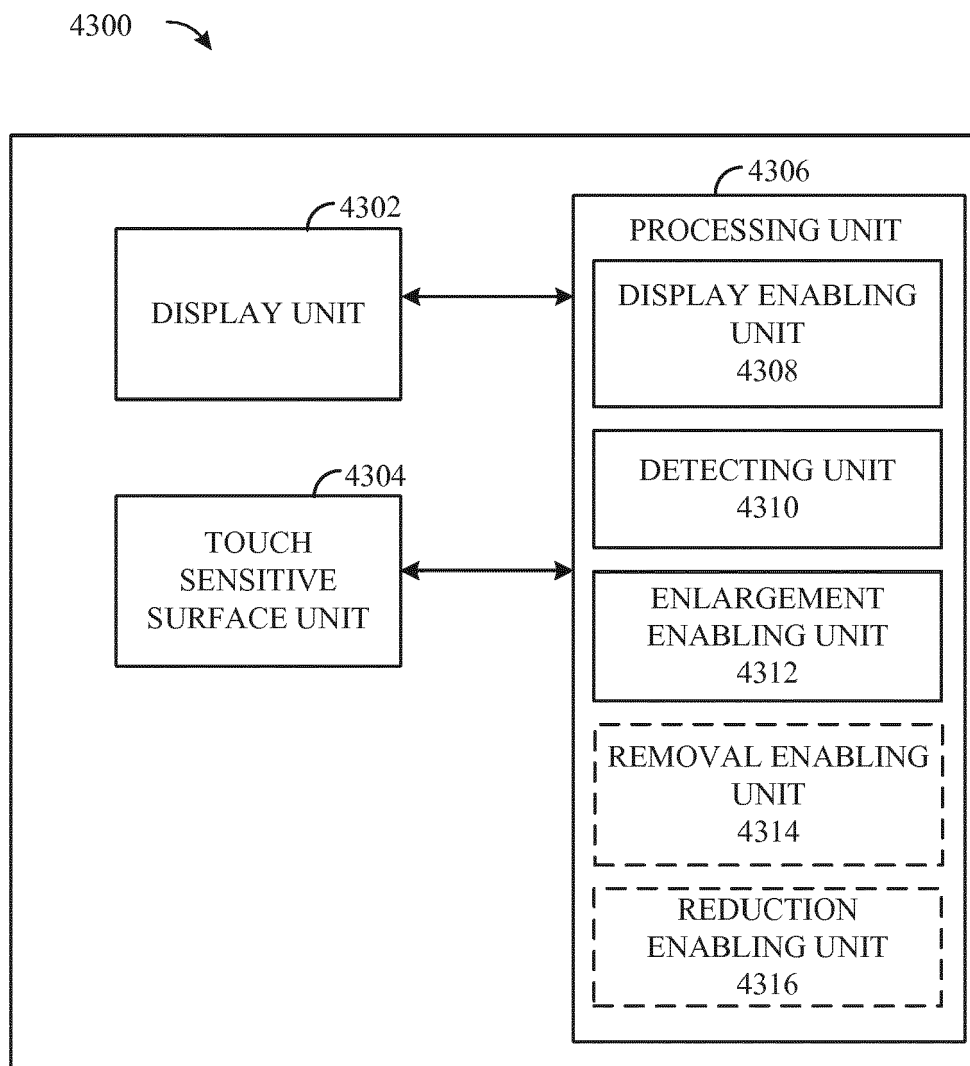 4300
4302
DISPLAY UNIT
4304
TOUCH
SENSITIVE
SURFACE UNIT
4306
PROCESSING UNIT
DISPLAY ENABLING
UNIT
4308
DETECTING UNIT
4310
ENLARGEMENT
ENABLING UNIT
4312
REMOVAL ENABLING
UNIT
4314
REDUCTION
ENABLING UNIT
4316